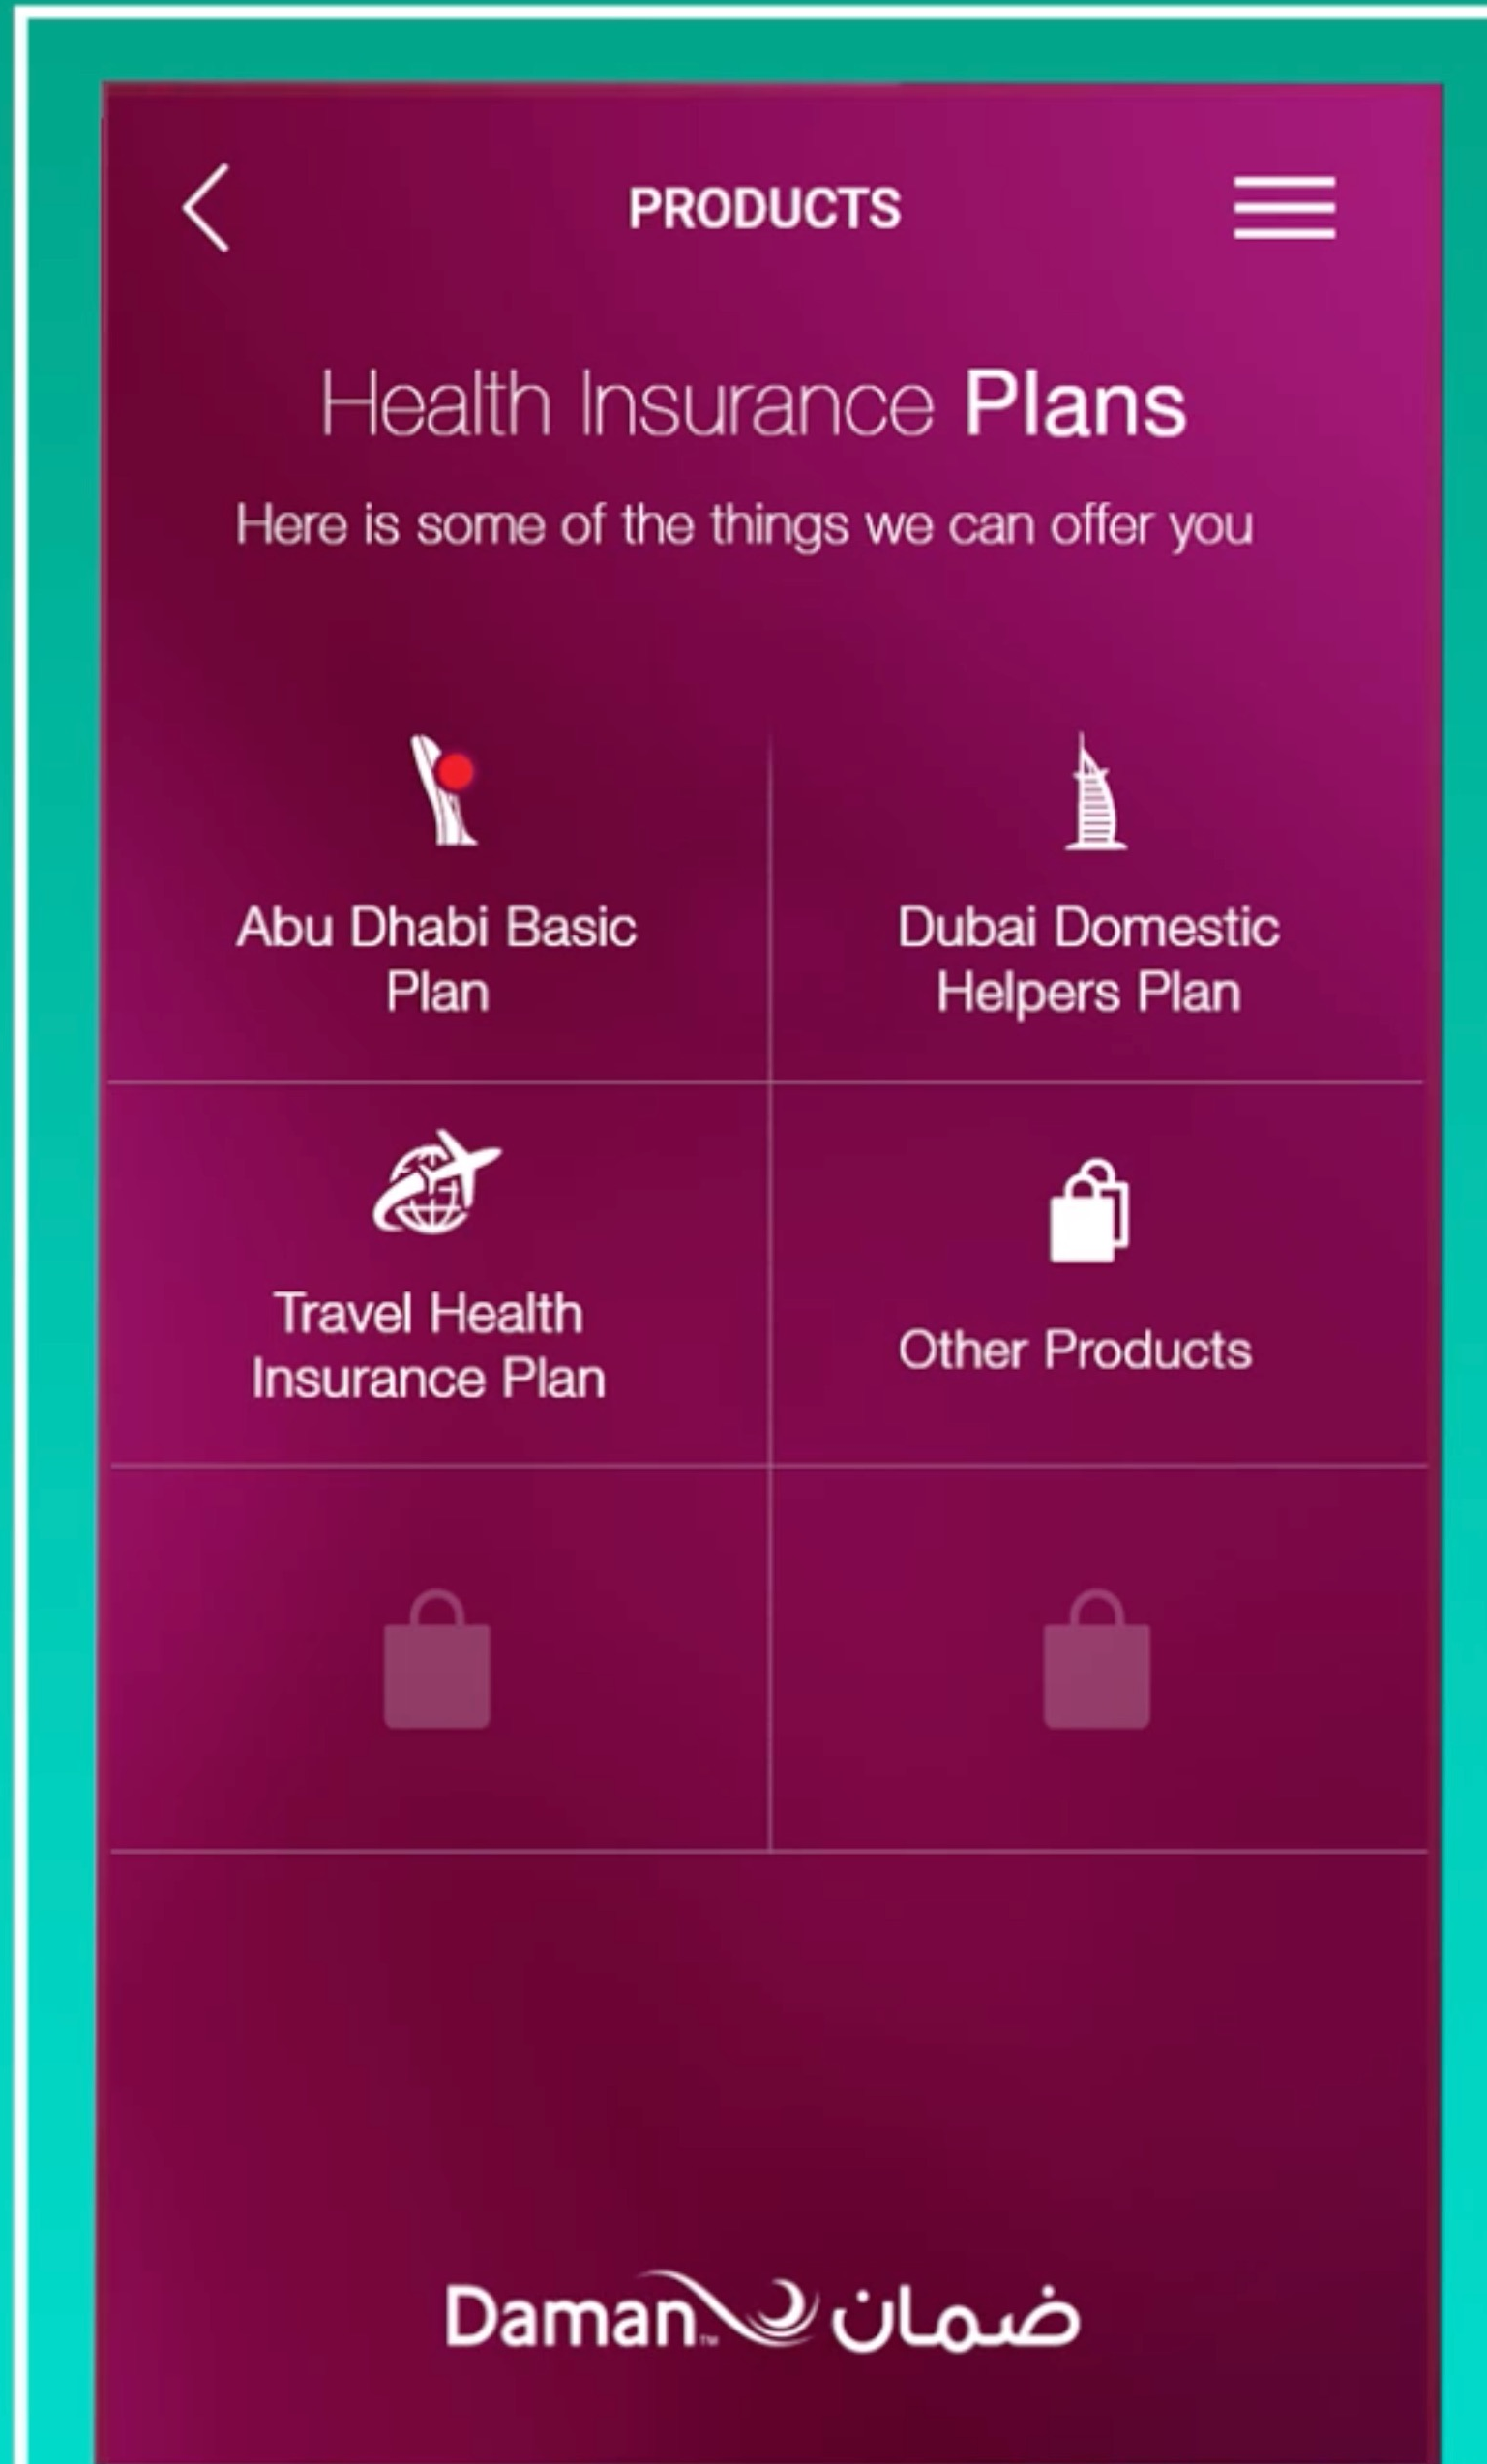 PRODUCTS
Health Insurance Plans
Here is some of the things we can offer you
Abu Dhabi Basic
Plan
Dubai Domestic
Helpers Plan
Travel Health
Insurance Plan
Other Products
Daman™ ضمان